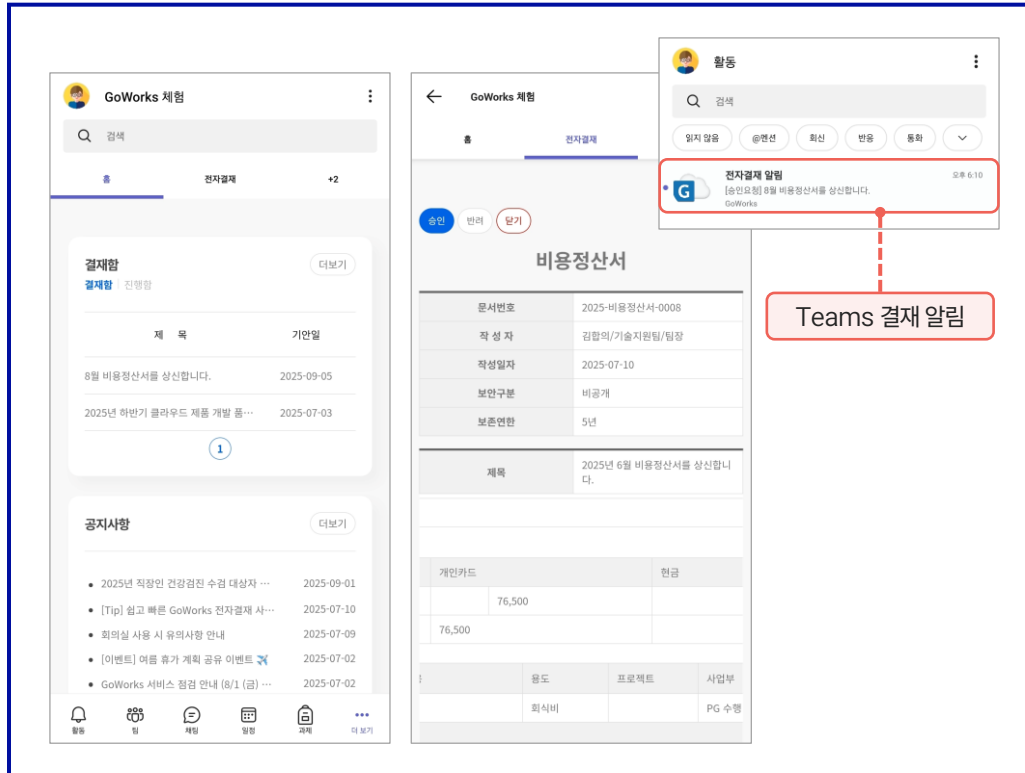 GoWorks 체험
검색
홈 전자결재 +2
결재함 더보기
결재함 진행함
제 목 기안일
8월 비용정산서를 상신합니다. 2025-09-05
2025년 하반기 클라우드 제품 개발 품… 2025-07-03
1
공지사항 더보기
2025년 직장인 건강검진 수검 대상자 … 2025-09-01
[Tip] 쉽고 빠른 GoWorks 전자결재 사… 2025-07-10
회의실 사용 시 유의사항 안내 2025-07-09
[이벤트] 여름 휴가 계획 공유 이벤트 ✈️ 2025-07-02
GoWorks 서비스 점검 안내 (8/1 (금) … 2025-07-02
활동 팀 채팅 일정 과제 더 보기
GoWorks 체험
홈 전자결재
승인 반려 닫기
비용정산서
문서번호 2025-비용정산서-0008
작 성 자 김합의/기술지원팀/팀장
작성일자 2025-07-10
보안구분 비공개
보존연한 5년
제목 2025년 6월 비용정산서를 상신합니
다.
개인카드 현금
76,500
76,500
용도 프로젝트 사업부
회식비 PG 수행
활동
검색
읽지 않음 @멘션 회신 반응 통화
전자결재 알림 오후 6:10
[승인요청] 8월 비용정산서를 상신합니다.
GoWorks
G
Teams 결재 알림